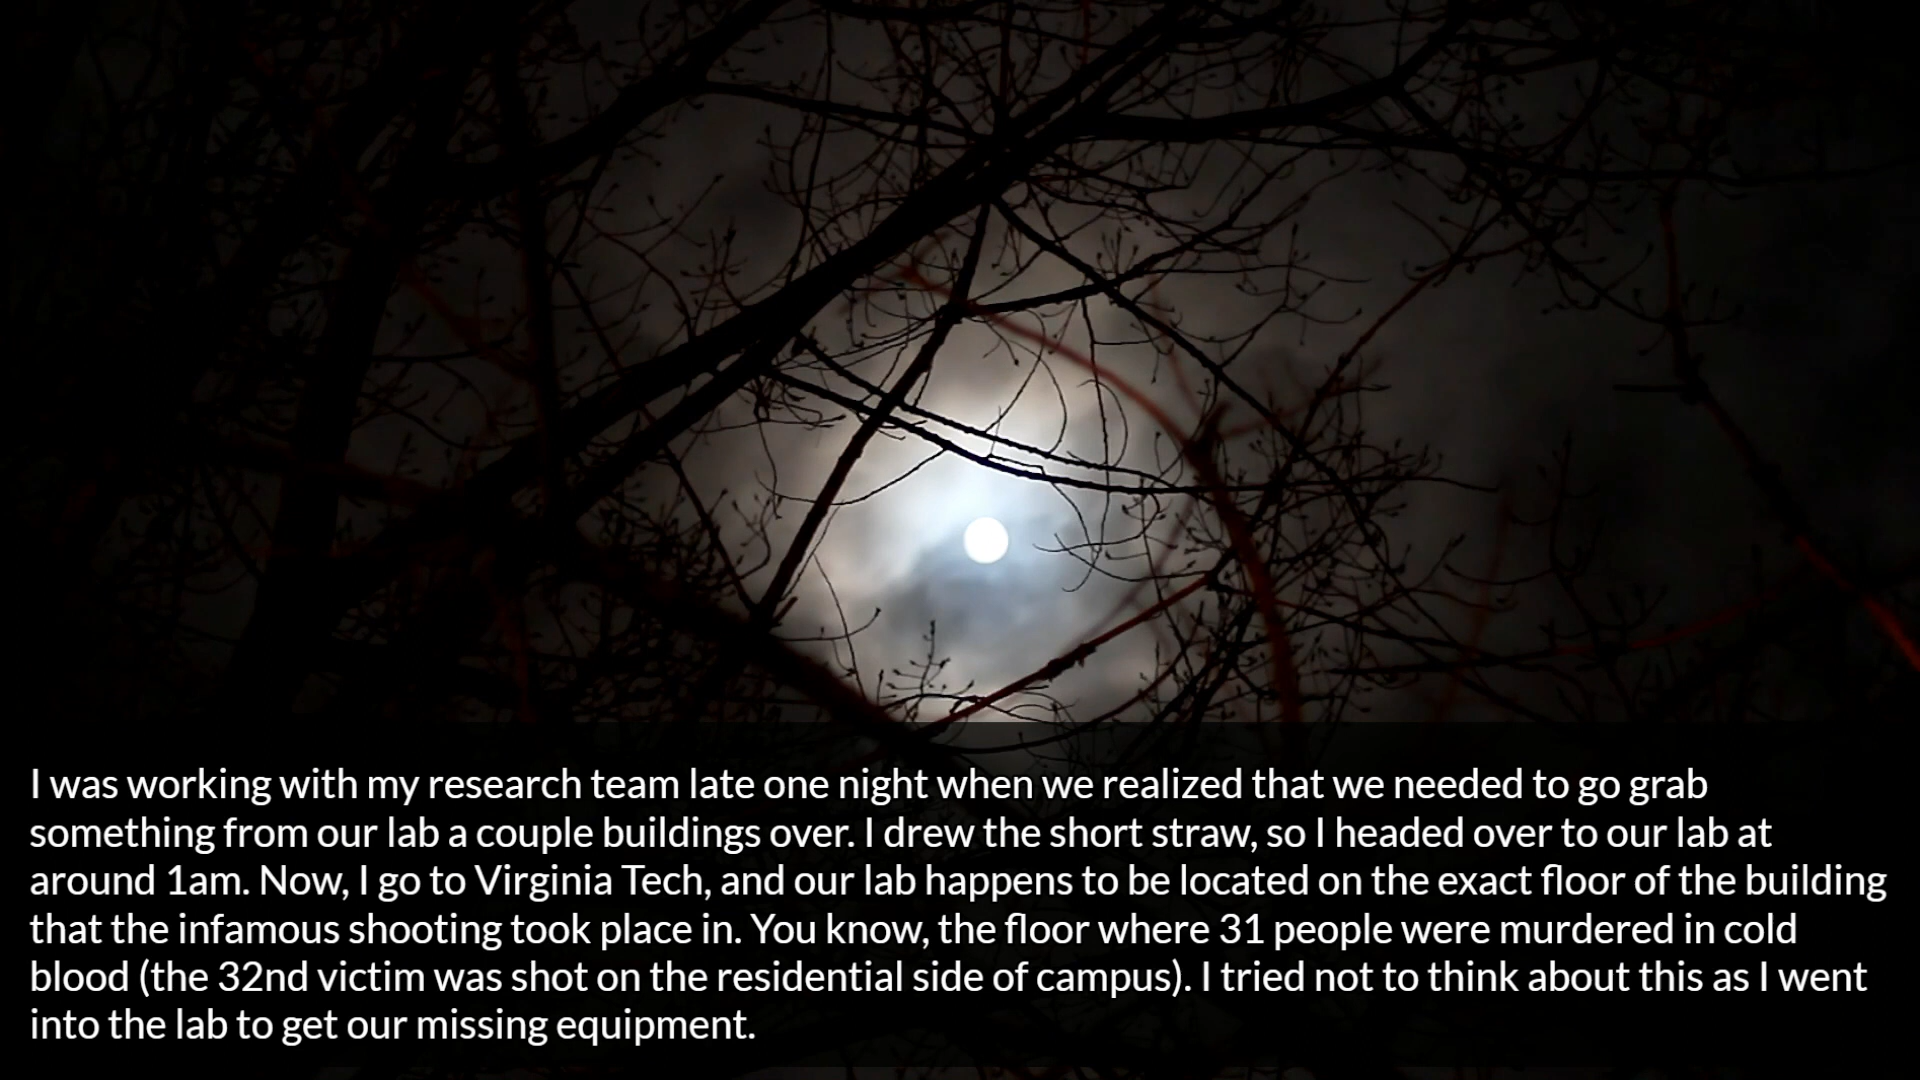 I was working with my research team late one night when we realized that we needed to go grab
something from our lab a couple buildings over. I drew the short straw, so I headed over to our lab at
around 1am. Now, I go to Virginia Tech, and our lab happens to be located on the exact floor of the building
that the infamous shooting took place in. You know, the floor where 31 people were murdered in cold
blood (the 32nd victim was shot on the residential side of campus). I tried not to think about this as I went
into the lab to get our missing equipment.